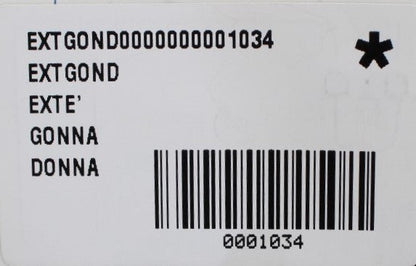 EXTGOND0000000001034
*
EXTGOND
EXTE'
GONNA
DONNA
0001034